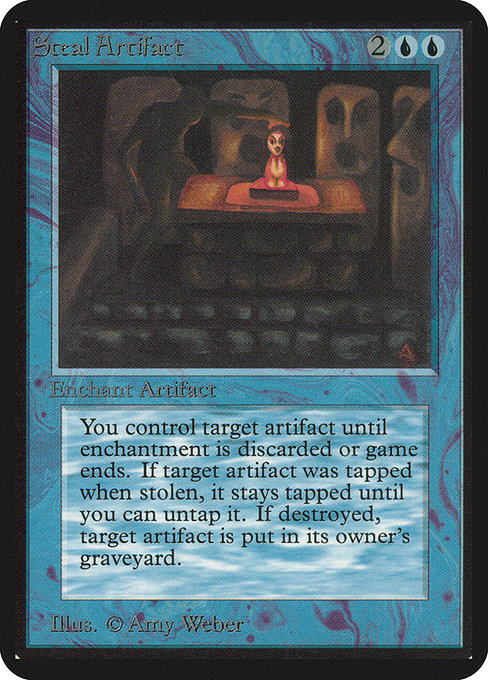 Steal Artifact 2
Enchant Artifact
You control target artifact until
enchantment is discarded or game
ends. If target artifact was tapped
when stolen, it stays tapped until
you can untap it. If destroyed,
target artifact is put in its owner's
graveyard.
Illus. © Amy Weber